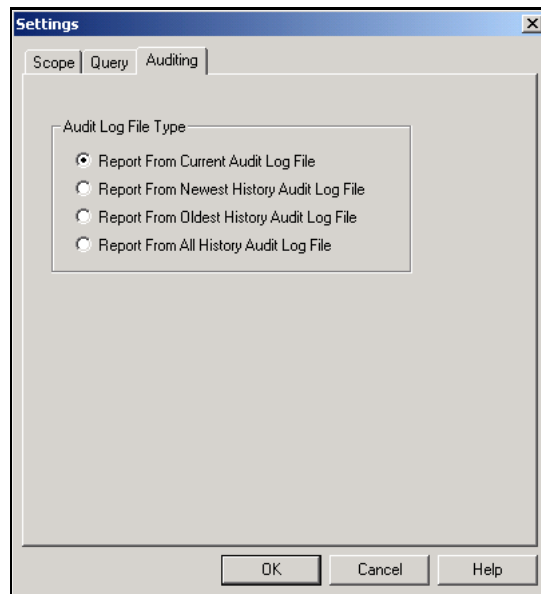 Settings
Scope Query Auditing
Audit Log File Type
Report From Current Audit Log File
Report From Newest History Audit Log File
Report From Oldest History Audit Log File
Report From All History Audit Log File
OK Cancel Help